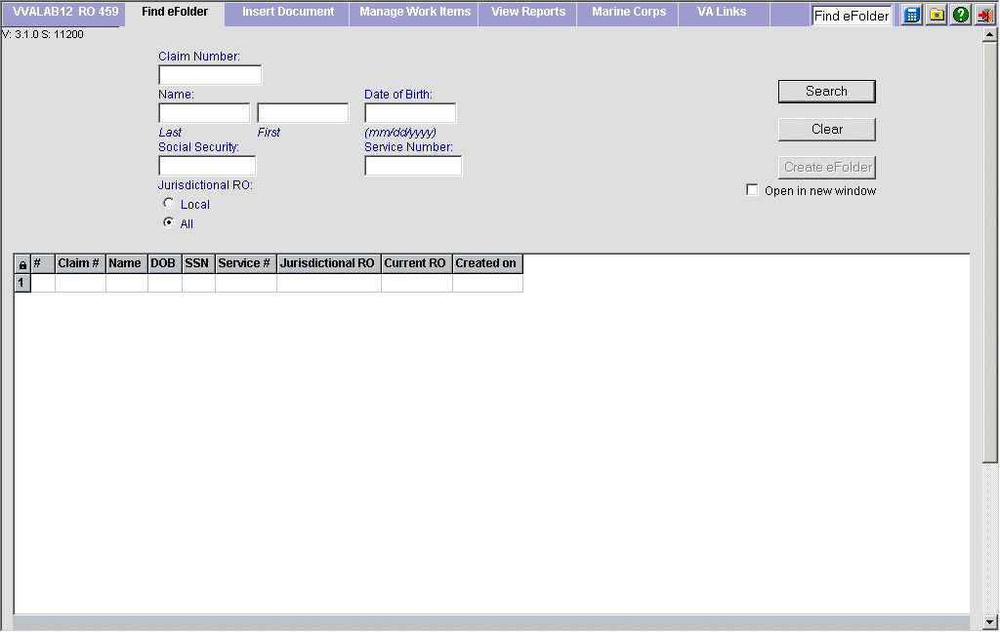 VVALAB12 RO 459 Find eFolder Insert Document Manage Work Items View Reports Marine Corps VA Links Find eFolder
V: 3.1.0 S: 11200
Claim Number:
Name: Date of Birth:
Search
Last First (mm/dd/yyyy)
Clear
Social Security: Service Number:
Create eFolder
Jurisdictional RO:
Open in new window
Local
All
# Claim # Name DOB SSN Service # Jurisdictional RO Current RO Created on
1